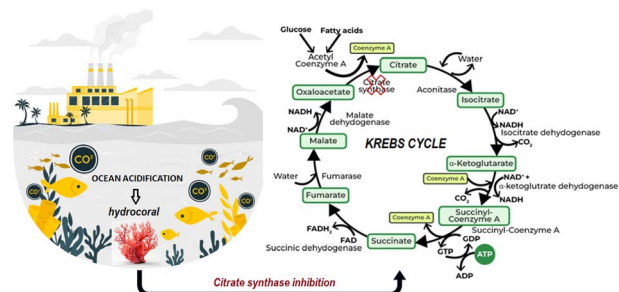 CO²
CO²
CO²
CO²
OCEAN ACIDIFICATION
hydrocoral
Citrate synthase inhibition
KREBS CYCLE
Glucose
Fatty acids
Acetyl
Coenzyme A
Coenzyme A
Citrate
Citrate
synthase
Water
Aconitase
Isocitrate
NAD⁺
NADH
Isocitrate dehydrogenase
CO₂
α-Ketoglutarate
Coenzyme A
NAD⁺ +
α-ketoglutrate dehydrogenase
CO₂
NADH
Succinyl-
Coenzyme A
Succinyl-Coenzyme A
Coenzyme A
GDP
GTP
ATP
ADP
Succinate
FAD
FADH₂
Succinic dehydrogenase
Fumarate
Water
Fumarase
Malate
NAD⁺
NADH
Malate
dehydrogenase
Oxaloacetate